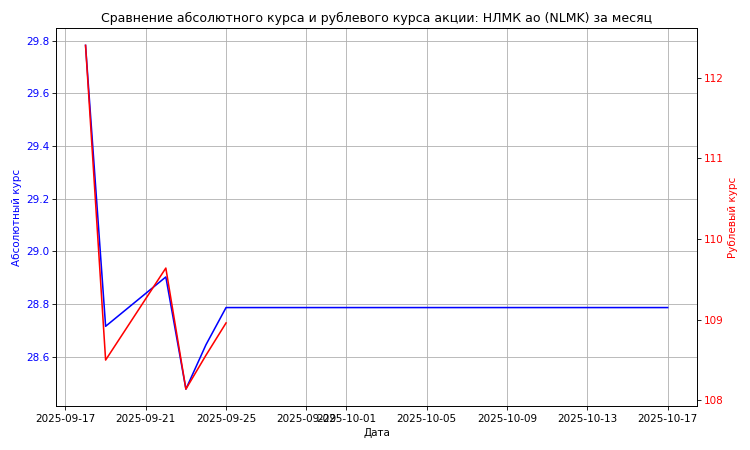 Сравнение абсолютного курса и рублевого курса акции: НЛМК ао (NLMK) за месяц
29.8
29.6
29.4
29.2
29.0
28.8
28.6
Абсолютный курс
112
111
110
109
108
Рублевый курс
2025-09-17 2025-09-21 2025-09-25 2025-09-29 2025-10-01 2025-10-05 2025-10-09 2025-10-13 2025-10-17
Дата